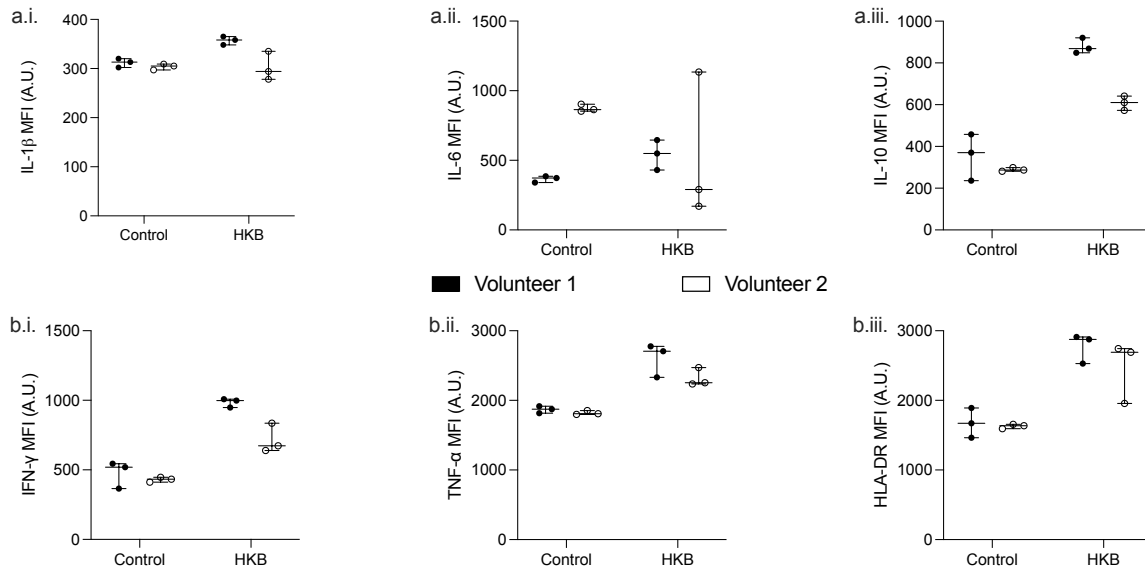 a.i.
400
300
200
100
0
IL-1β MFI (A.U.)
Control
HKB
a.ii.
1500
1000
500
0
IL-6 MFI (A.U.)
Control
HKB
a.iii.
1000
800
600
400
200
0
IL-10 MFI (A.U.)
Control
HKB
Volunteer 1
Volunteer 2
b.i.
1500
1000
500
0
IFN-γ MFI (A.U.)
Control
HKB
b.ii.
3000
2000
1000
0
TNF-α MFI (A.U.)
Control
HKB
b.iii.
3000
2000
1000
0
HLA-DR MFI (A.U.)
Control
HKB